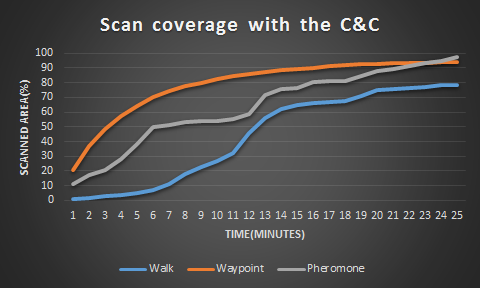 Scan coverage with the C&C
SCANNED AREA(%)
100
90
80
70
60
50
40
30
20
10
0
1 2 3 4 5 6 7 8 9 10 11 12 13 14 15 16 17 18 19 20 21 22 23 24 25
TIME(MINUTES)
Walk Waypoint Pheromone